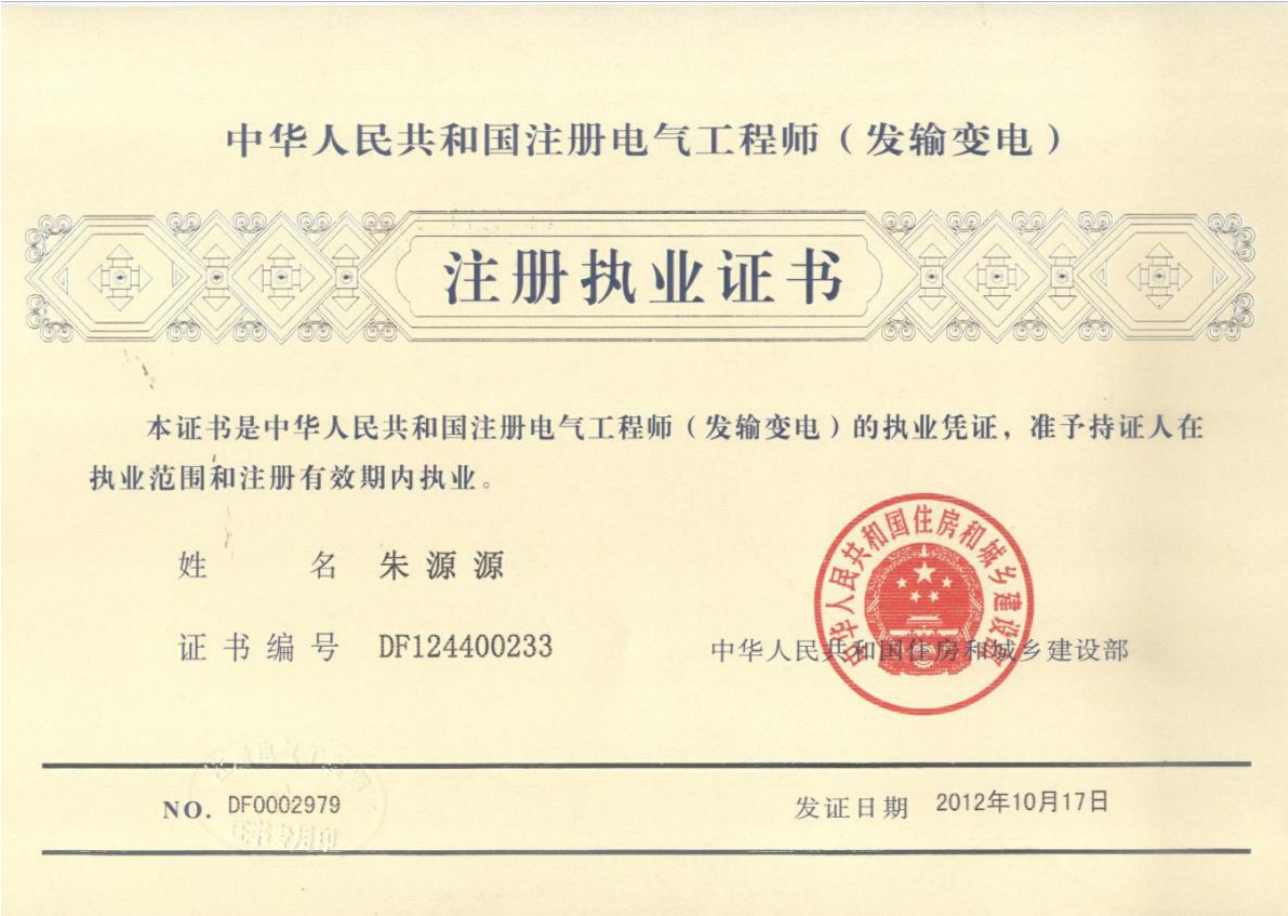 中华人民共和国注册电气工程师（发输变电）
注册执业证书
本证书是中华人民共和国注册电气工程师（发输变电）的执业凭证，准予持证人在
执业范围和注册有效期内执业。
姓 名 朱源源
证书编号 DF124400233
中华人民共和国住房和城乡建设部
中华人民共和国住房和城乡建设部
NO. DF0002979
发证日期 2012年10月17日